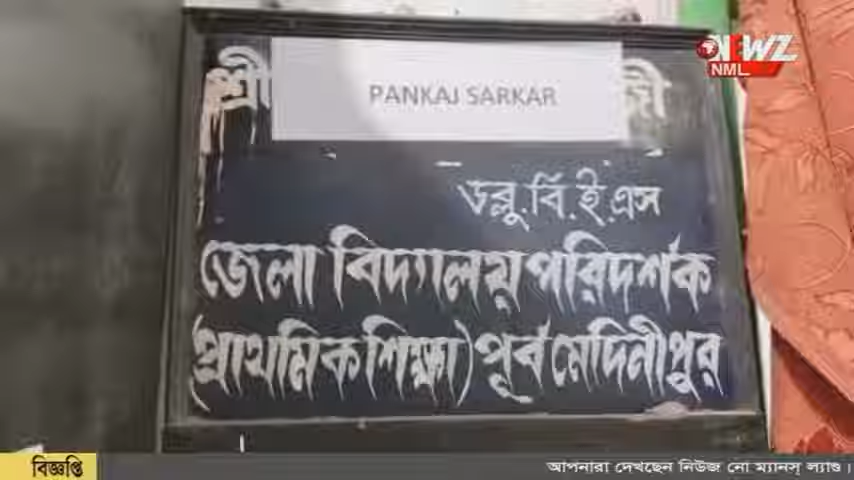 NEWZ
NML
শ্রী
PANKAJ SARKAR
ডব্লু.বি.ই.এস
জেলা বিদ্যালয় পরিদর্শক
(প্রাথমিক শিক্ষা) পূর্ব মেদিনীপুর
বিজ্ঞপ্তি
আপনারা দেখছেন নিউজ নো ম্যানস্ ল্যাণ্ড।